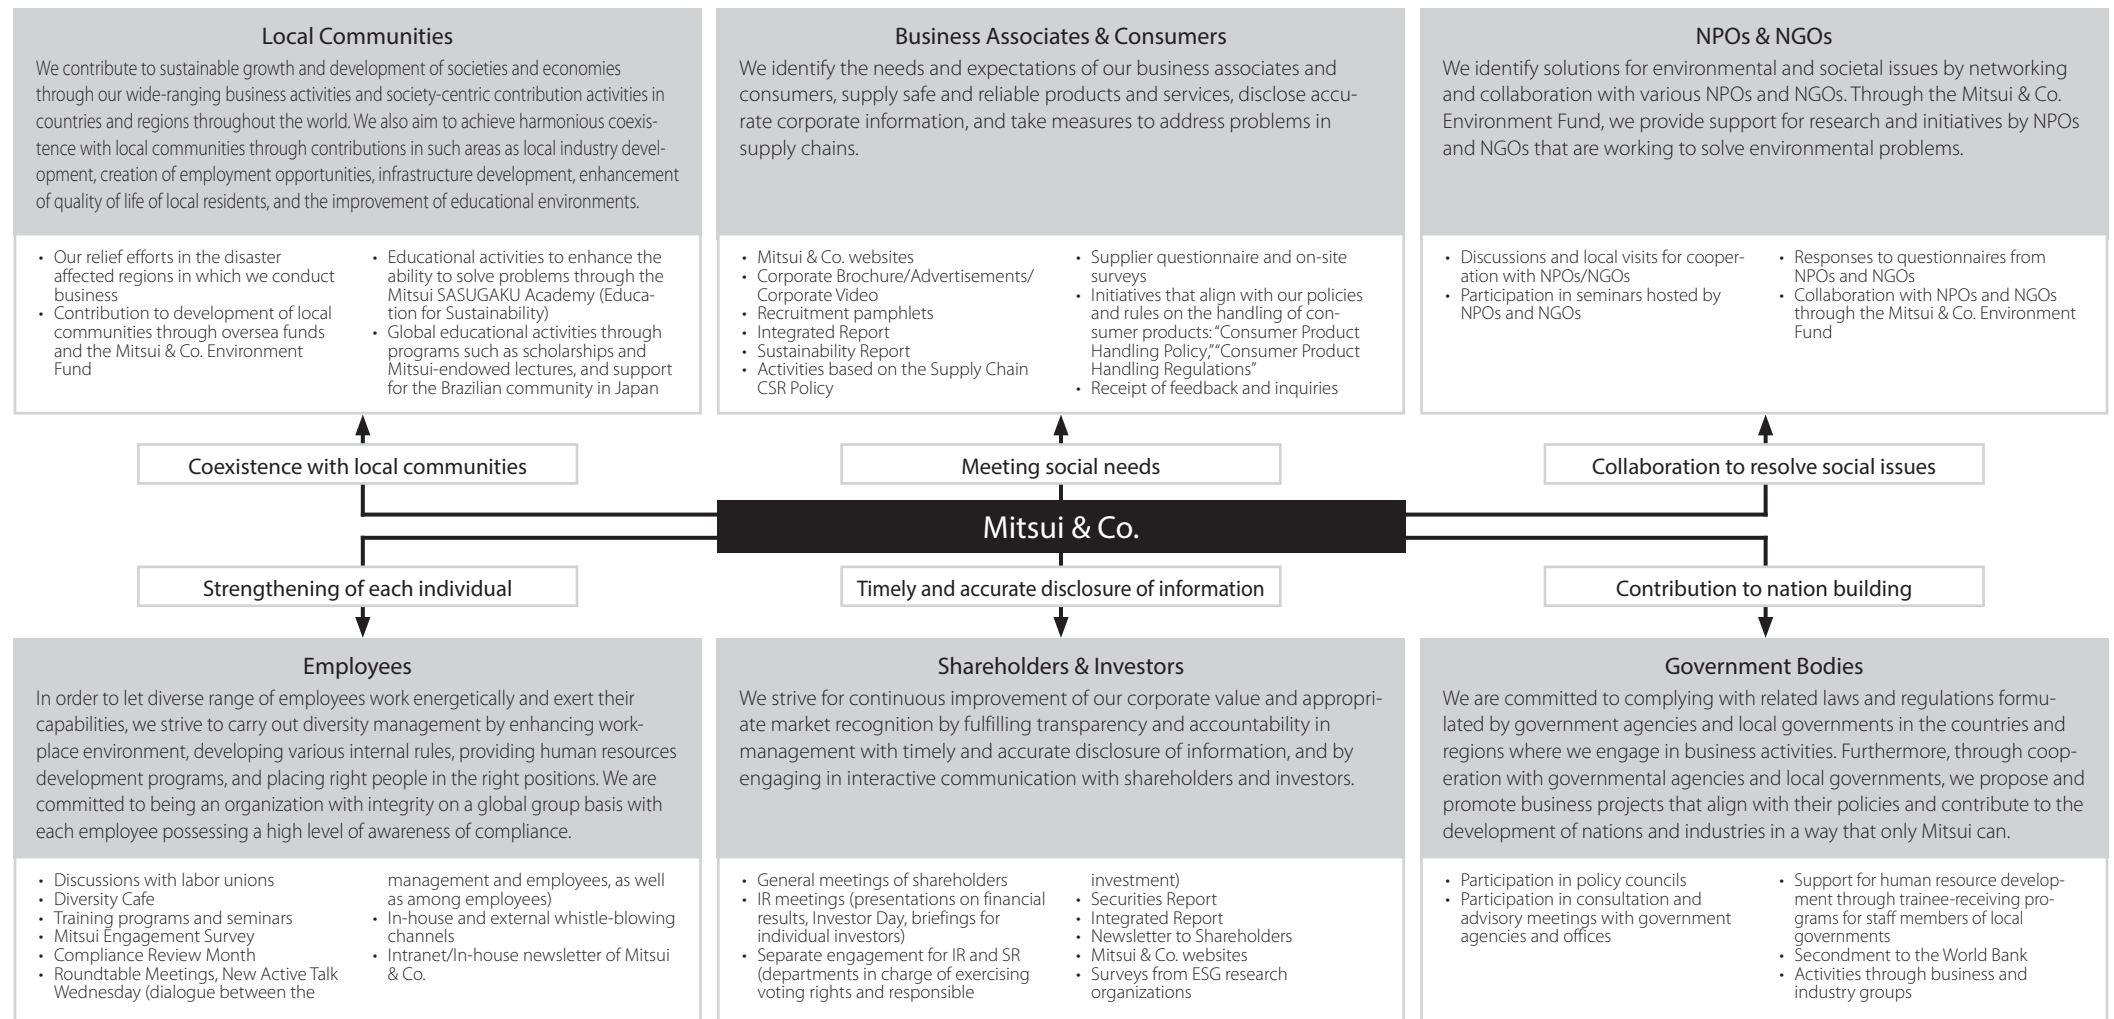 Local Communities
We contribute to sustainable growth and development of societies and economies
through our wide-ranging business activities and society-centric contribution activities in
countries and regions throughout the world. We also aim to achieve harmonious coexis-
tence with local communities through contributions in such areas as local industry devel-
opment, creation of employment opportunities, infrastructure development, enhancement
of quality of life of local residents, and the improvement of educational environments.
• Our relief efforts in the disaster
affected regions in which we conduct
business
• Contribution to development of local
communities through oversea funds
and the Mitsui & Co. Environment
Fund
• Educational activities to enhance the
ability to solve problems through the
Mitsui SASUGAKU Academy (Educa-
tion for Sustainability)
• Global educational activities through
programs such as scholarships and
Mitsui-endowed lectures, and support
for the Brazilian community in Japan
Business Associates & Consumers
We identify the needs and expectations of our business associates and
consumers, supply safe and reliable products and services, disclose accu-
rate corporate information, and take measures to address problems in
supply chains.
• Mitsui & Co. websites
• Corporate Brochure/Advertisements/
Corporate Video
• Recruitment pamphlets
• Integrated Report
• Sustainability Report
• Activities based on the Supply Chain
CSR Policy
• Supplier questionnaire and on-site
surveys
• Initiatives that align with our policies
and rules on the handling of con-
sumer products: “Consumer Product
Handling Policy,” “Consumer Product
Handling Regulations”
• Receipt of feedback and inquiries
NPOs & NGOs
We identify solutions for environmental and societal issues by networking
and collaboration with various NPOs and NGOs. Through the Mitsui & Co.
Environment Fund, we provide support for research and initiatives by NPOs
and NGOs that are working to solve environmental problems.
• Discussions and local visits for cooper-
ation with NPOs/NGOs
• Participation in seminars hosted by
NPOs and NGOs
• Responses to questionnaires from
NPOs and NGOs
• Collaboration with NPOs and NGOs
through the Mitsui & Co. Environment
Fund
Coexistence with local communities
Meeting social needs
Collaboration to resolve social issues
Mitsui & Co.
Strengthening of each individual
Timely and accurate disclosure of information
Contribution to nation building
Employees
In order to let diverse range of employees work energetically and exert their
capabilities, we strive to carry out diversity management by enhancing work-
place environment, developing various internal rules, providing human resources
development programs, and placing right people in the right positions. We are
committed to being an organization with integrity on a global group basis with
each employee possessing a high level of awareness of compliance.
• Discussions with labor unions
• Diversity Cafe
• Training programs and seminars
• Mitsui Engagement Survey
• Compliance Review Month
• Roundtable Meetings, New Active Talk
Wednesday (dialogue between the
management and employees, as well
as among employees)
• In-house and external whistle-blowing
channels
• Intranet/In-house newsletter of Mitsui
& Co.
Shareholders & Investors
We strive for continuous improvement of our corporate value and appropri-
ate market recognition by fulfilling transparency and accountability in
management with timely and accurate disclosure of information, and by
engaging in interactive communication with shareholders and investors.
• General meetings of shareholders
• IR meetings (presentations on financial
results, Investor Day, briefings for
individual investors)
• Separate engagement for IR and SR
(departments in charge of exercising
voting rights and responsible
investment)
• Securities Report
• Integrated Report
• Newsletter to Shareholders
• Mitsui & Co. websites
• Surveys from ESG research
organizations
Government Bodies
We are committed to complying with related laws and regulations formu-
lated by government agencies and local governments in the countries and
regions where we engage in business activities. Furthermore, through coop-
eration with governmental agencies and local governments, we propose and
promote business projects that align with their policies and contribute to the
development of nations and industries in a way that only Mitsui can.
• Participation in policy councils
• Participation in consultation and
advisory meetings with government
agencies and offices
• Support for human resource develop-
ment through trainee-receiving pro-
grams for staff members of local
governments
• Secondment to the World Bank
• Activities through business and
industry groups